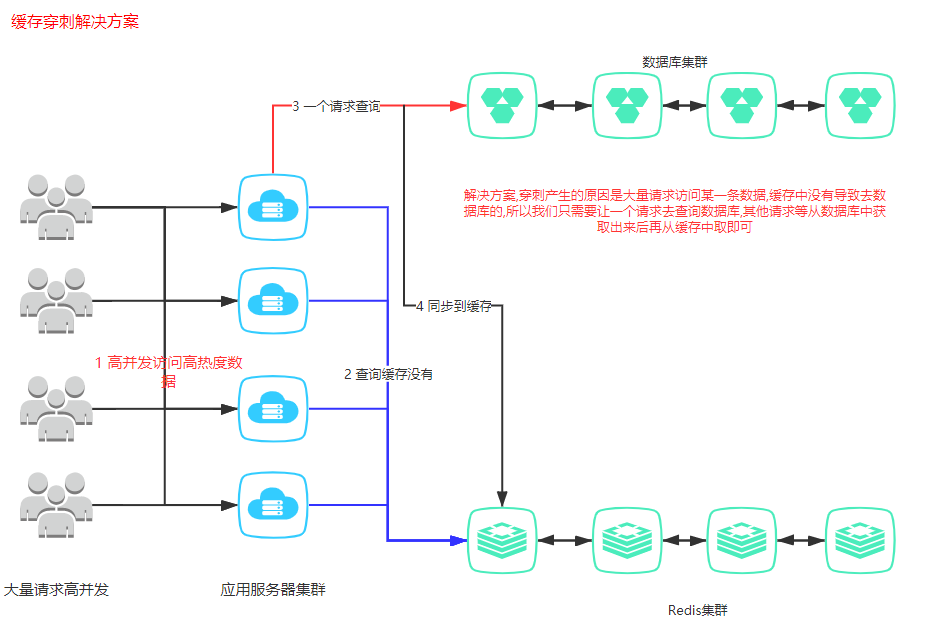 缓存穿刺解决方案
数据库集群
3 一个请求查询
解决方案,穿刺产生的原因是大量请求访问某一条数据,缓存中没有导致去数
据库的,所以我们只需要让一个请求去查询数据库,其他请求等从数据库中获
取出来后再从缓存中取即可
4 同步到缓存
1 高并发访问高热度数
据
2 查询缓存没有
大量请求高并发
应用服务器集群
Redis集群